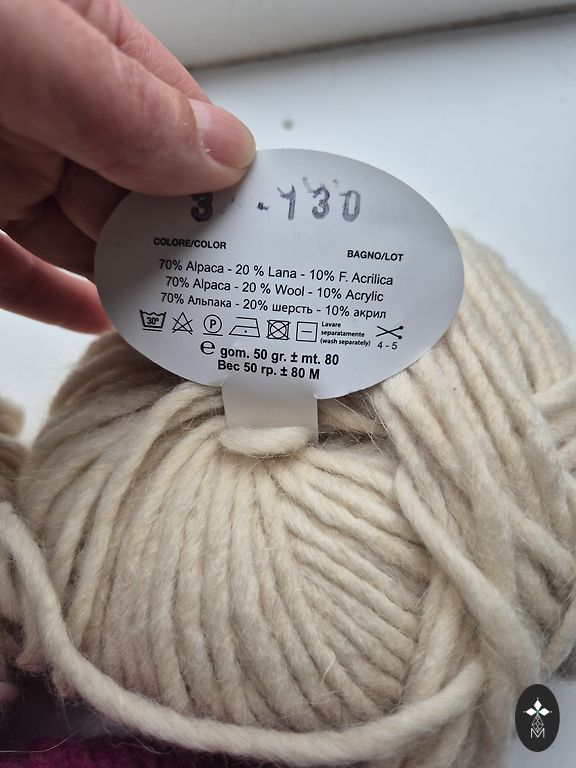 3 - 130
COLORE/COLOR
BAGNO/LOT
70% Alpaca - 20 % Lana - 10% F. Acrilica
70% Alpaca - 20 % Wool - 10% Acrylic
70% Альпака - 20% шерсть - 10% акрил
30°
P
Lavare
separatamente
(wash separately)
4 - 5
℮ gom. 50 gr. ± mt. 80
Вес 50 гр. ± 80 М
M